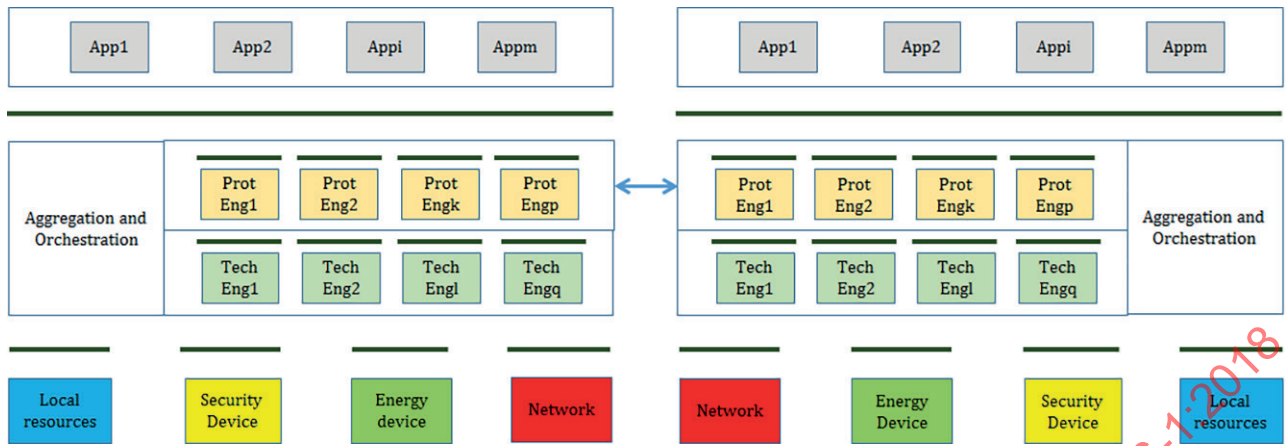 App1 App2 Appi Appm App1 App2 Appi Appm
Aggregation and
Orchestration
Prot
Eng1
Prot
Eng2
Prot
Engk
Prot
Engp
Tech
Eng1
Tech
Eng2
Tech
Engl
Tech
Engq
Prot
Eng1
Prot
Eng2
Prot
Engk
Prot
Engp
Tech
Eng1
Tech
Eng2
Tech
Engl
Tech
Engq
Aggregation and
Orchestration
Local
resources
Security
Device
Energy
device
Network
Network
Energy
Device
Security
Device
Local
resources
-1:2018